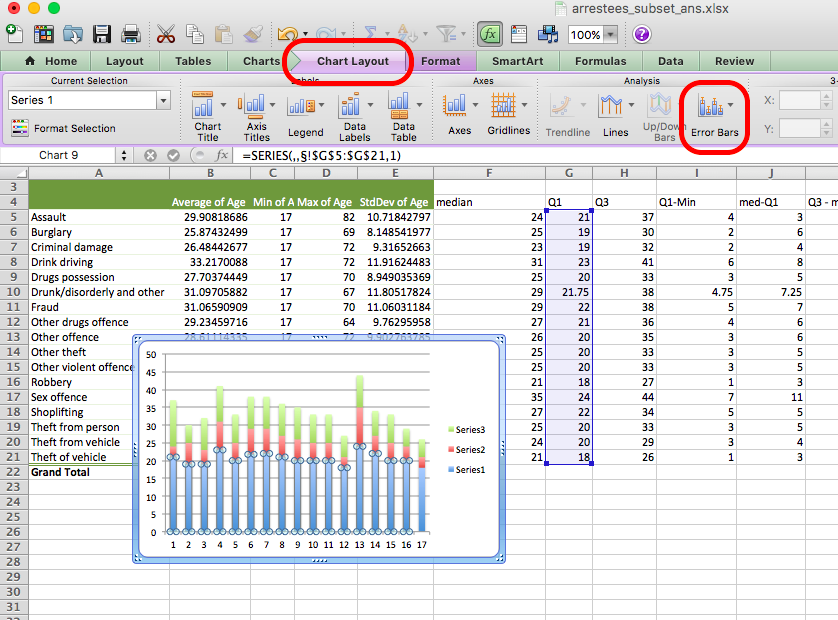 arrestees_subset_ans.xlsx
fx 100% ?
Home Layout Tables Charts Chart Layout Format SmartArt Formulas Data Review
Current Selection Labels Axes Analysis 3-
Series 1
Format Selection
Chart Title Axis Titles Legend Data Labels Data Table Axes Gridlines Trendline Lines Up/Down Bars Error Bars
X:
Y:
Chart 9 fx =SERIES(,,§!$G$5:$G$21,1)
A B C D E F G H I J
3
4 Average of Age Min of A Max of Age StdDev of Age median Q1 Q3 Q1-Min med-Q1 Q3 - m
5 Assault 29.90818686 17 82 10.71842797 24 21 37 4 3
6 Burglary 25.87432499 17 69 8.148541977 25 19 30 2 6
7 Criminal damage 26.48442677 17 72 9.31652663 23 19 32 2 4
8 Drink driving 33.2170088 17 72 11.91624483 31 23 41 6 8
9 Drugs possession 27.70374449 17 70 8.949035369 25 20 33 3 5
10 Drunk/disorderly and other 31.09705882 17 67 11.80517824 29 21.75 38 4.75 7.25
11 Fraud 31.06590909 17 70 11.06031184 29 22 38 5 7
12 Other drugs offence 29.23459716 17 64 9.76295958 27 21 36 4 6
13 Other offence 28.61114335 17 72 9.902763785 26 20 35 3 6
14 Other theft 25 20 33 3 5
15 Other violent offence 25 20 33 3 5
16 Robbery 21 18 27 1 3
17 Sex offence 35 24 44 7 11
18 Shoplifting 27 22 34 5 5
19 Theft from person 25 20 33 3 5
20 Theft from vehicle 24 20 29 3 4
21 Theft of vehicle 21 18 26 1 3
22 Grand Total
23
24
25
26
27
28
29
30
31
50
45
40
35
30
25
20
15
10
5
0
1 2 3 4 5 6 7 8 9 10 11 12 13 14 15 16 17
Series3
Series2
Series1